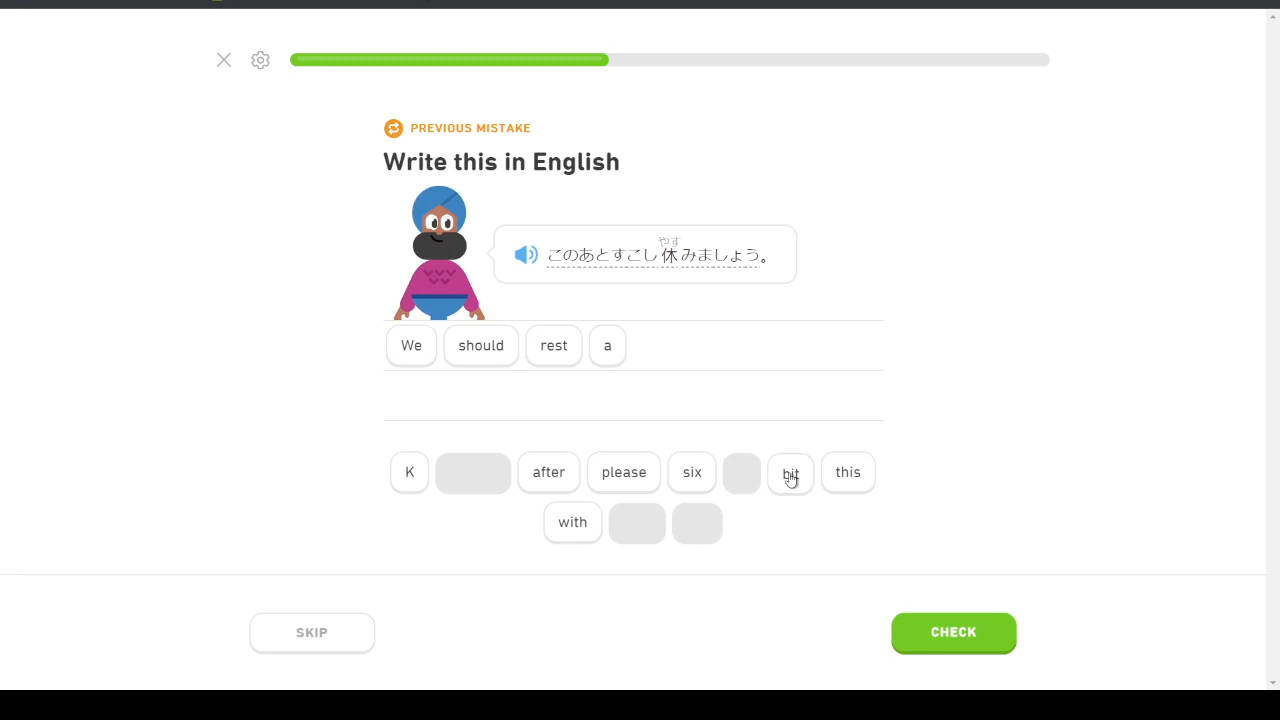 PREVIOUS MISTAKE
Write this in English
やす
このあとすこし休みましょう。
We should rest a
K after please six bit this
with
SKIP CHECK